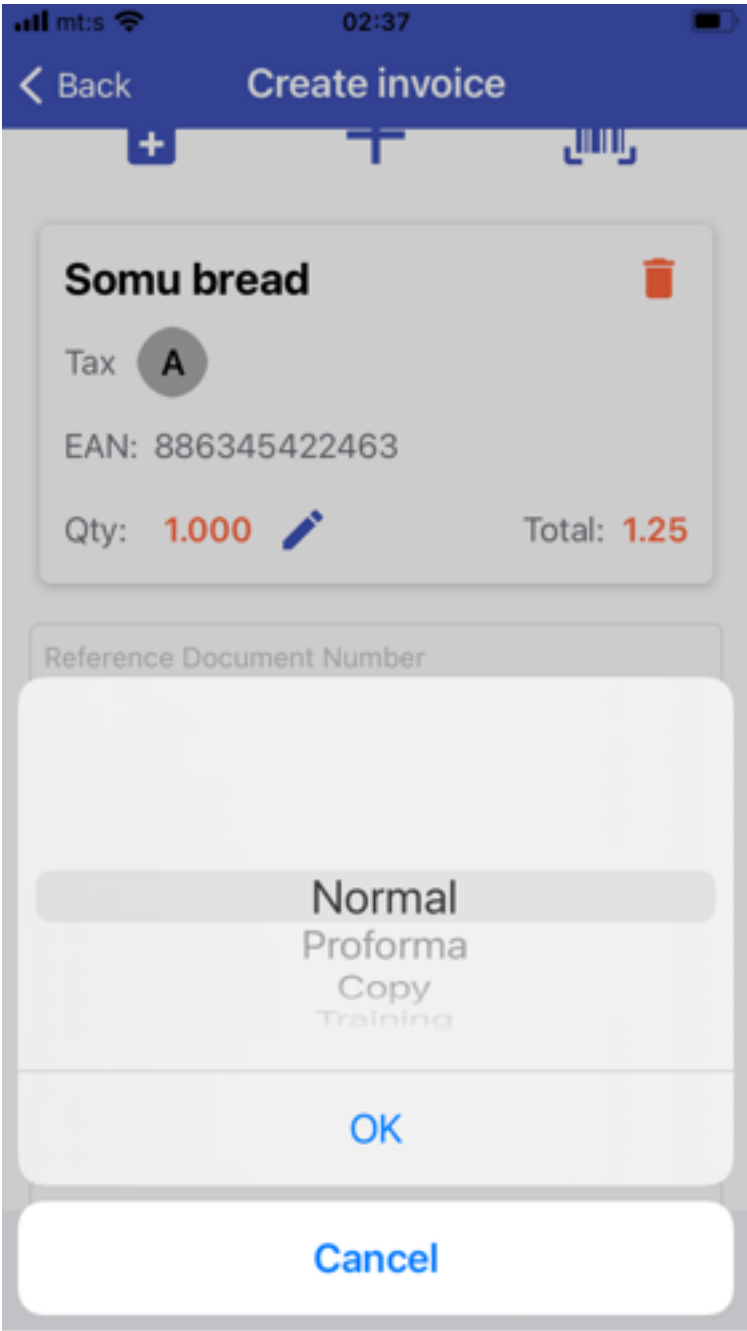 mt:s 02:37
Back Create invoice
Somu bread
Tax A
EAN: 886345422463
Qty: 1.000 Total: 1.25
Reference Document Number
Normal
Proforma
Copy
Training
OK
Cancel